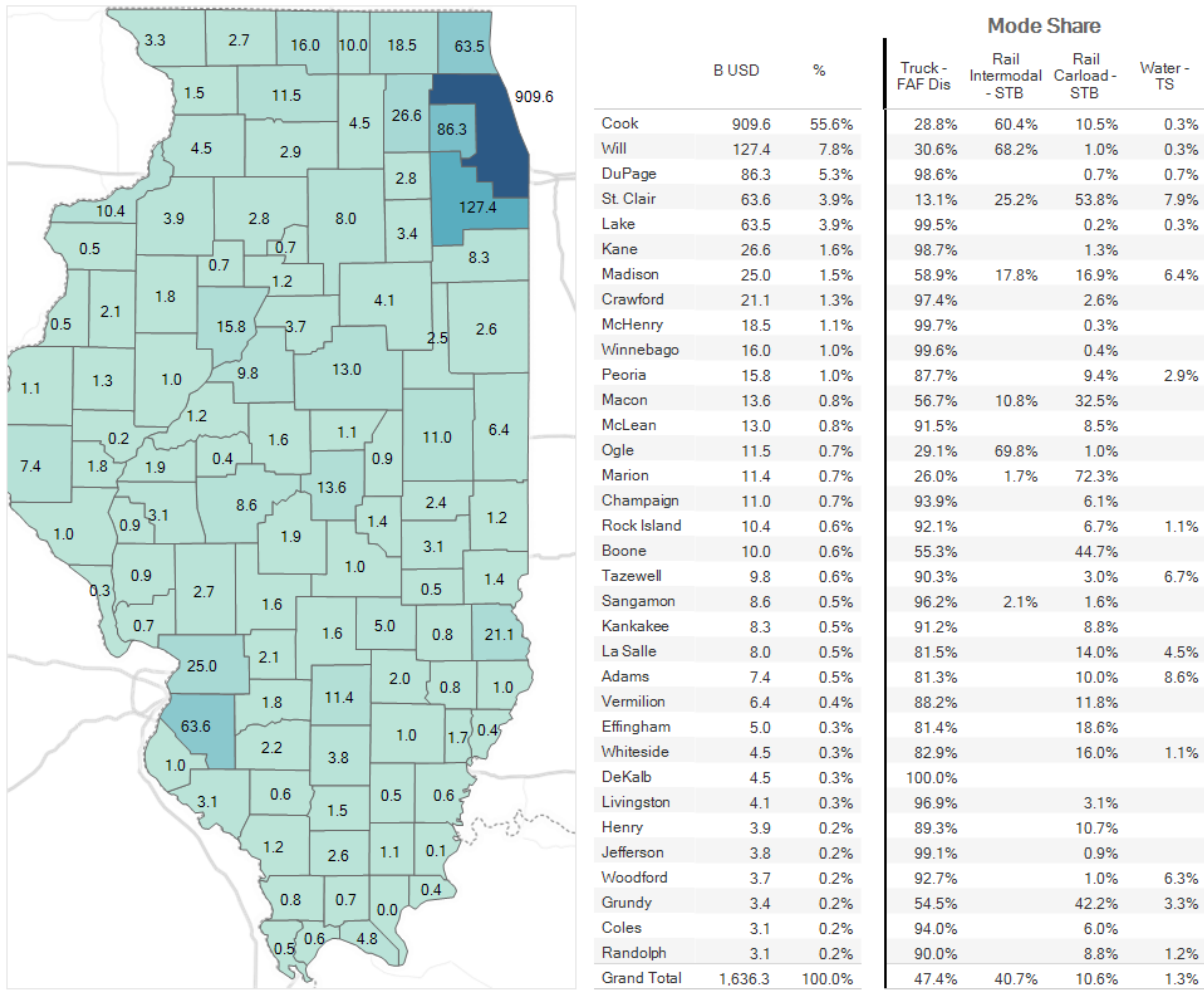 3.3 2.7 16.0 10.0 18.5 63.5
1.5 11.5 4.5 26.6 86.3 909.6
4.5 2.9
2.8
10.4 3.9 2.8 8.0 127.4
3.4
0.5 0.7 8.3
0.7
1.2
1.8 4.1
0.5 2.1 15.8 3.7 2.5 2.6
9.8 13.0
1.1 1.3 1.0
1.2
0.2 1.6 1.1 11.0 6.4
7.4 1.8 1.9 0.4 0.9
13.6
8.6 2.4
1.0 0.9 3.1 1.9 1.4 1.2
3.1
1.0
0.3 0.9 2.7 0.5 1.4
1.6
0.7 1.6 5.0 0.8 21.1
25.0 2.1
2.0 0.8 1.0
1.8 11.4
63.6 1.0 1.7 0.4
2.2
1.0 3.8
3.1 0.6 1.5 0.5 0.6
1.2 2.6 1.1 0.1
0.8 0.7 0.0 0.4
0.5 0.6 4.8
Mode Share
B USD % Truck - FAF Dis Rail Intermodal - STB Rail Carload - STB Water - TS
Cook 909.6 55.6% 28.8% 60.4% 10.5% 0.3%
Will 127.4 7.8% 30.6% 68.2% 1.0% 0.3%
DuPage 86.3 5.3% 98.6% 0.7% 0.7%
St. Clair 63.6 3.9% 13.1% 25.2% 53.8% 7.9%
Lake 63.5 3.9% 99.5% 0.2% 0.3%
Kane 26.6 1.6% 98.7% 1.3%
Madison 25.0 1.5% 58.9% 17.8% 16.9% 6.4%
Crawford 21.1 1.3% 97.4% 2.6%
McHenry 18.5 1.1% 99.7% 0.3%
Winnebago 16.0 1.0% 99.6% 0.4%
Peoria 15.8 1.0% 87.7% 9.4% 2.9%
Macon 13.6 0.8% 56.7% 10.8% 32.5%
McLean 13.0 0.8% 91.5% 8.5%
Ogle 11.5 0.7% 29.1% 69.8% 1.0%
Marion 11.4 0.7% 26.0% 1.7% 72.3%
Champaign 11.0 0.7% 93.9% 6.1%
Rock Island 10.4 0.6% 92.1% 6.7% 1.1%
Boone 10.0 0.6% 55.3% 44.7%
Tazewell 9.8 0.6% 90.3% 3.0% 6.7%
Sangamon 8.6 0.5% 96.2% 2.1% 1.6%
Kankakee 8.3 0.5% 91.2% 8.8%
La Salle 8.0 0.5% 81.5% 14.0% 4.5%
Adams 7.4 0.5% 81.3% 10.0% 8.6%
Vermilion 6.4 0.4% 88.2% 11.8%
Effingham 5.0 0.3% 81.4% 18.6%
Whiteside 4.5 0.3% 82.9% 16.0% 1.1%
DeKalb 4.5 0.3% 100.0%
Livingston 4.1 0.3% 96.9% 3.1%
Henry 3.9 0.2% 89.3% 10.7%
Jefferson 3.8 0.2% 99.1% 0.9%
Woodford 3.7 0.2% 92.7% 1.0% 6.3%
Grundy 3.4 0.2% 54.5% 42.2% 3.3%
Coles 3.1 0.2% 94.0% 6.0%
Randolph 3.1 0.2% 90.0% 8.8% 1.2%
Grand Total 1,636.3 100.0% 47.4% 40.7% 10.6% 1.3%